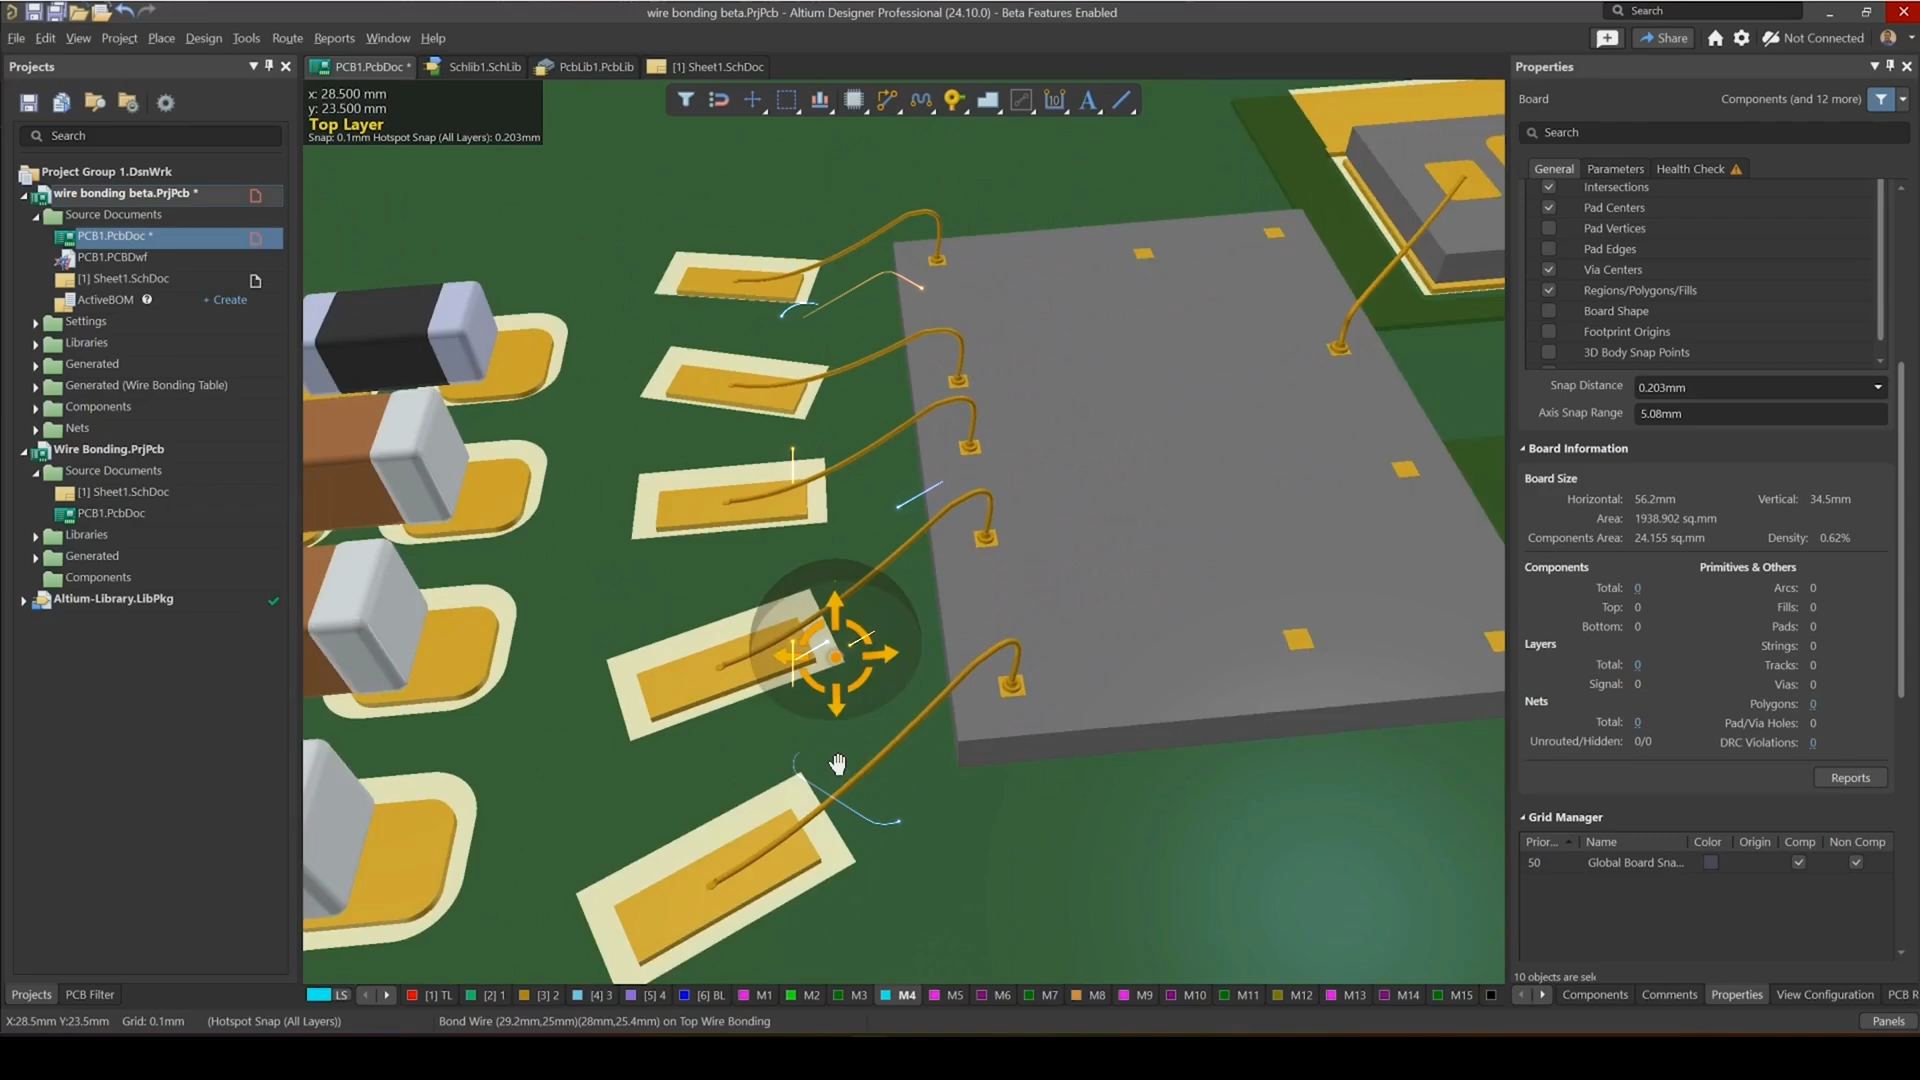 wire bonding beta.PrjPcb - Altium Designer Professional (24.10.0) - Beta Features Enabled
Search
File Edit View Project Place Design Tools Route Reports Window Help
Share
Not Connected
Projects
PCB1.PcbDoc *
Schlib1.SchLib
PcbLib1.PcbLib
[1] Sheet1.SchDoc
Properties
x: 28.500 mm
y: 23.500 mm
Top Layer
Snap: 0.1mm Hotspot Snap (All Layers): 0.203mm
Board
Components (and 12 more)
Search
Search
General
Parameters
Health Check
Project Group 1.DsnWrk
wire bonding beta.PrjPcb *
Source Documents
PCB1.PcbDoc *
PCB1.PCBDwf
[1] Sheet1.SchDoc
ActiveBOM
+ Create
Settings
Libraries
Generated
Generated (Wire Bonding Table)
Components
Nets
Wire Bonding.PrjPcb
Source Documents
[1] Sheet1.SchDoc
PCB1.PcbDoc
Libraries
Generated
Components
Altium-Library.LibPkg
Intersections
Pad Centers
Pad Vertices
Pad Edges
Via Centers
Regions/Polygons/Fills
Board Shape
Footprint Origins
3D Body Snap Points
Snap Distance 0.203mm
Axis Snap Range 5.08mm
Board Information
Board Size
Horizontal: 56.2mm Vertical: 34.5mm
Area: 1938.902 sq.mm
Components Area: 24.155 sq.mm Density: 0.62%
Components
Total: 0
Top: 0
Bottom: 0
Layers
Total: 0
Signal: 0
Nets
Total: 0
Unrouted/Hidden: 0/0
Primitives & Others
Arcs: 0
Fills: 0
Pads: 0
Strings: 0
Tracks: 0
Vias: 0
Polygons: 0
Pad/Via Holes: 0
DRC Violations: 0
Reports
Grid Manager
Prior... Name Color Origin Comp Non Comp
50 Global Board Sna...
10 objects are sele
Projects
PCB Filter
LS [1] TL [2] 1 [3] 2 [4] 3 [5] 4 [6] BL M1 M2 M3 M4 M5 M6 M7 M8 M9 M10 M11 M12 M13 M14 M15
Components Comments Properties View Configuration PCB R
X:28.5mm Y:23.5mm Grid: 0.1mm (Hotspot Snap (All Layers)) Bond Wire (29.2mm,25mm)(28mm,25.4mm) on Top Wire Bonding
Panels